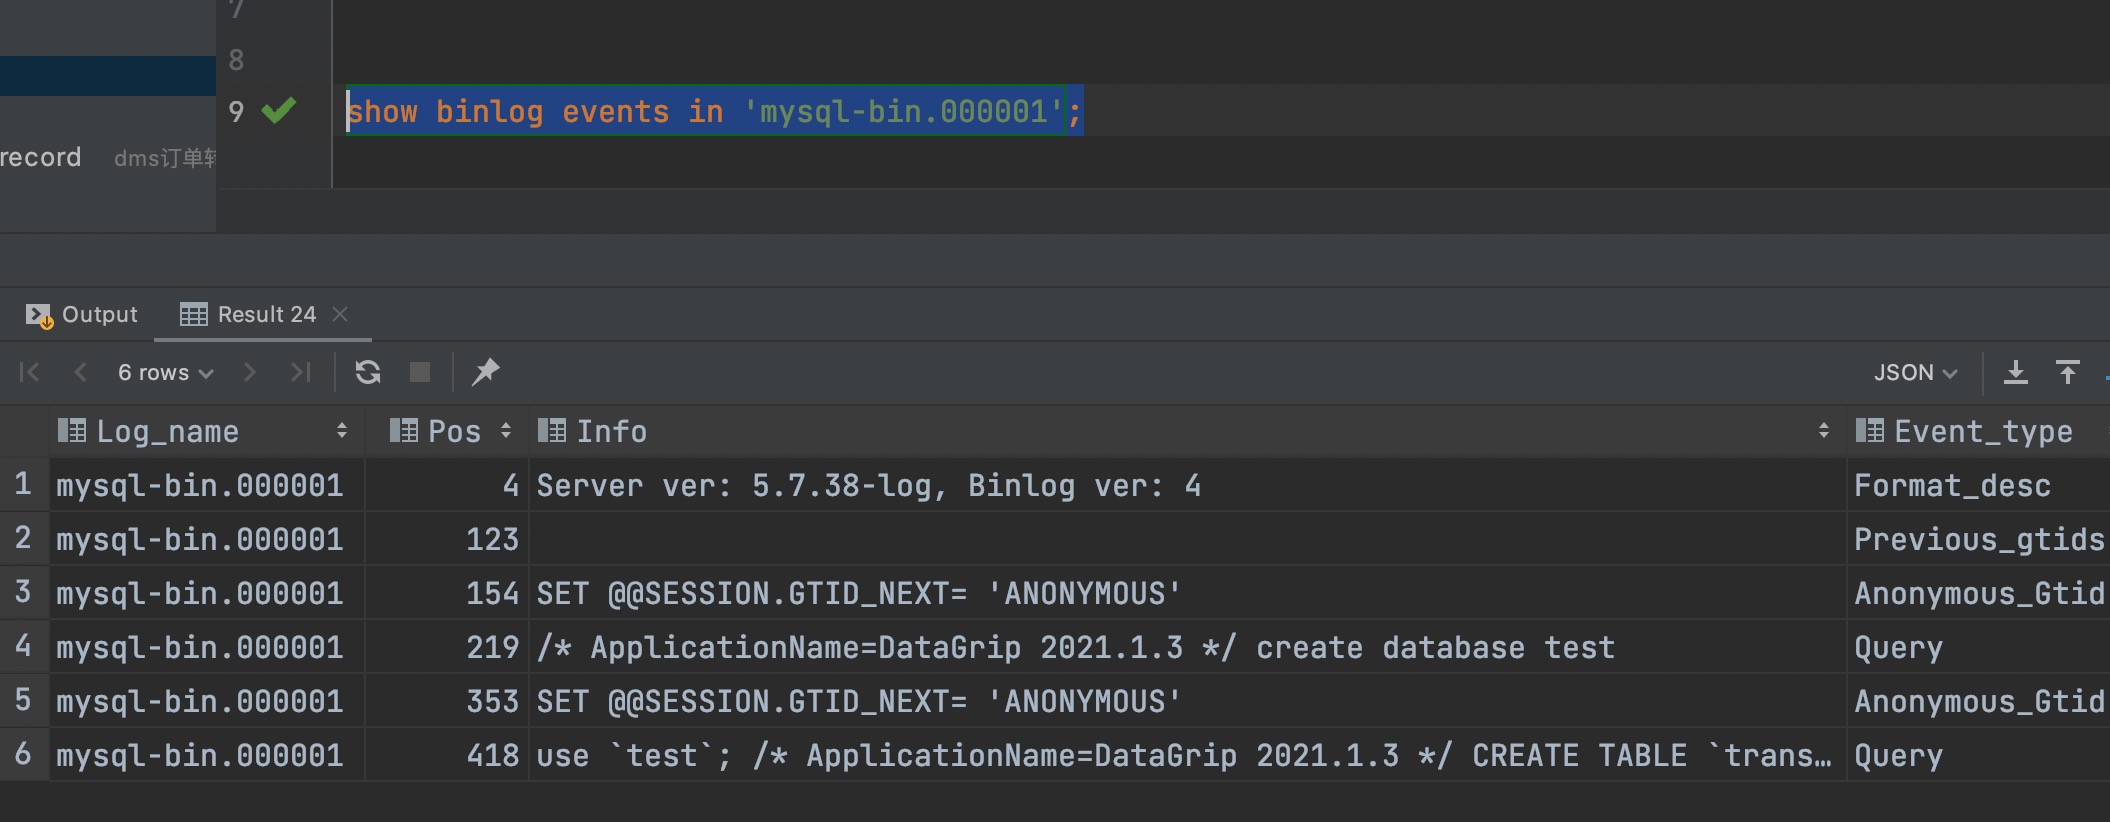 7
8
9 show binlog events in 'mysql-bin.000001';
record dms订单转
Output Result 24
6 rows JSON
Log_name Pos Info Event_type
1 mysql-bin.000001 4 Server ver: 5.7.38-log, Binlog ver: 4 Format_desc
2 mysql-bin.000001 123 Previous_gtids
3 mysql-bin.000001 154 SET @@SESSION.GTID_NEXT= 'ANONYMOUS' Anonymous_Gtid
4 mysql-bin.000001 219 /* ApplicationName=DataGrip 2021.1.3 */ create database test Query
5 mysql-bin.000001 353 SET @@SESSION.GTID_NEXT= 'ANONYMOUS' Anonymous_Gtid
6 mysql-bin.000001 418 use `test`; /* ApplicationName=DataGrip 2021.1.3 */ CREATE TABLE `trans… Query